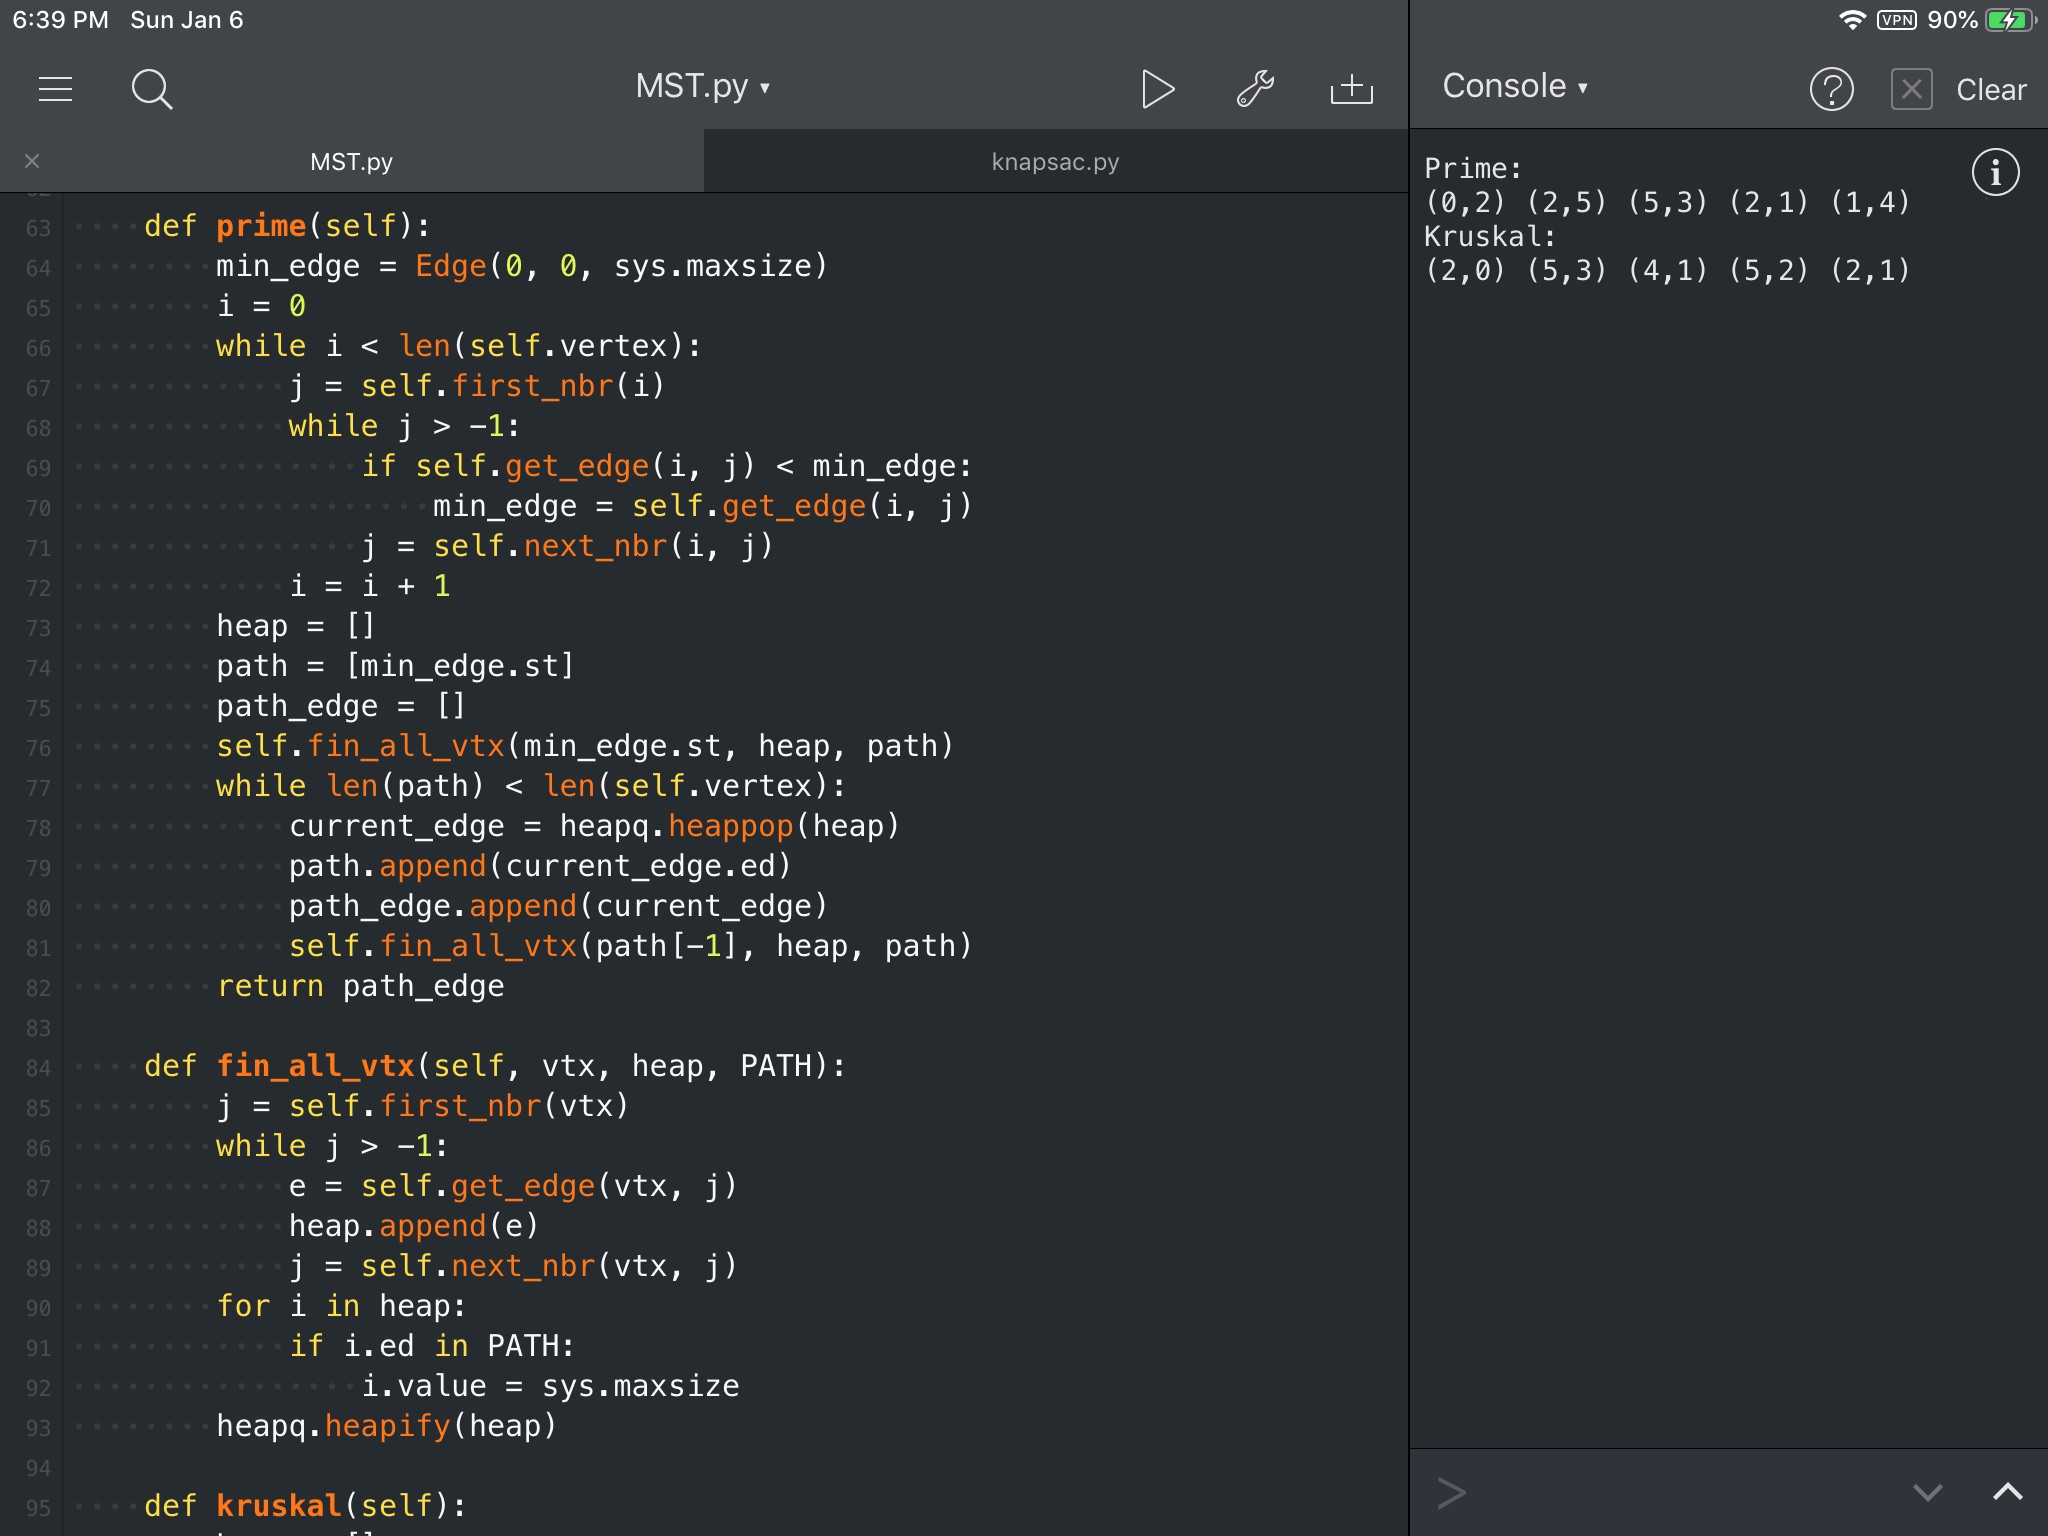 6:39 PM Sun Jan 6
VPN 90%
MST.py ▾
Console ▾
? Clear
× MST.py
knapsac.py
63 def prime(self):
64 min_edge = Edge(0, 0, sys.maxsize)
65 i = 0
66 while i < len(self.vertex):
67 j = self.first_nbr(i)
68 while j > -1:
69 if self.get_edge(i, j) < min_edge:
70 min_edge = self.get_edge(i, j)
71 j = self.next_nbr(i, j)
72 i = i + 1
73 heap = []
74 path = [min_edge.st]
75 path_edge = []
76 self.fin_all_vtx(min_edge.st, heap, path)
77 while len(path) < len(self.vertex):
78 current_edge = heapq.heappop(heap)
79 path.append(current_edge.ed)
80 path_edge.append(current_edge)
81 self.fin_all_vtx(path[-1], heap, path)
82 return path_edge
83
84 def fin_all_vtx(self, vtx, heap, PATH):
85 j = self.first_nbr(vtx)
86 while j > -1:
87 e = self.get_edge(vtx, j)
88 heap.append(e)
89 j = self.next_nbr(vtx, j)
90 for i in heap:
91 if i.ed in PATH:
92 i.value = sys.maxsize
93 heapq.heapify(heap)
94
95 def kruskal(self):
Prime:
(0,2) (2,5) (5,3) (2,1) (1,4)
Kruskal:
(2,0) (5,3) (4,1) (5,2) (2,1)
i
>